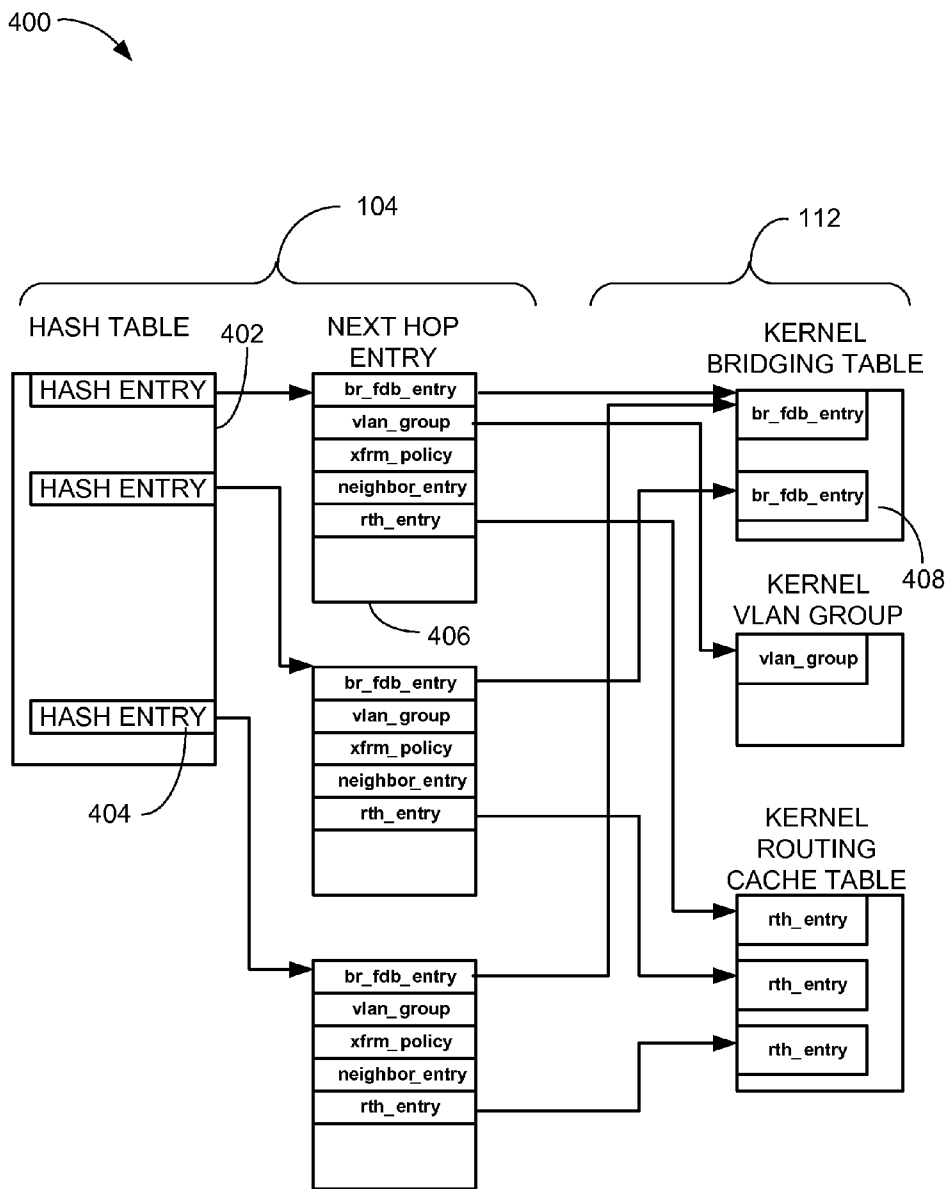 400
104
112
HASH TABLE
402
HASH ENTRY
HASH ENTRY
HASH ENTRY
404
NEXT HOP
ENTRY
br_fdb_entry
vlan_group
xfrm_policy
neighbor_entry
rth_entry
406
br_fdb_entry
vlan_group
xfrm_policy
neighbor_entry
rth_entry
br_fdb_entry
vlan_group
xfrm_policy
neighbor_entry
rth_entry
KERNEL
BRIDGING TABLE
br_fdb_entry
br_fdb_entry
408
KERNEL
VLAN GROUP
vlan_group
KERNEL
ROUTING
CACHE TABLE
rth_entry
rth_entry
rth_entry